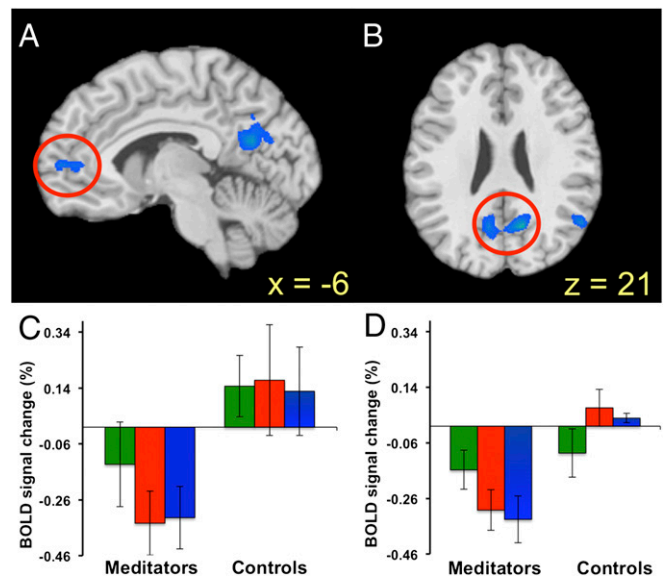 A
B
x = -6
z = 21
C
D
0.34
0.14
-0.06
-0.26
-0.46
BOLD signal change (%)
Meditators
Controls
0.34
0.14
-0.06
-0.26
-0.46
BOLD signal change (%)
Meditators
Controls